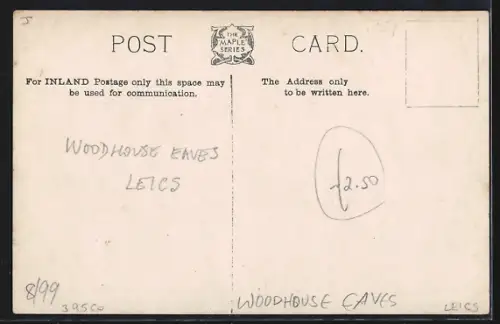 J
POST THE MAPLE SERIES CARD.
For INLAND Postage only this space may
be used for communication.
The Address only
to be written here.
WOODHOUSE EAVES
LEICS
£2.50
8/99
WOODHOUSE EAVES
LEICS